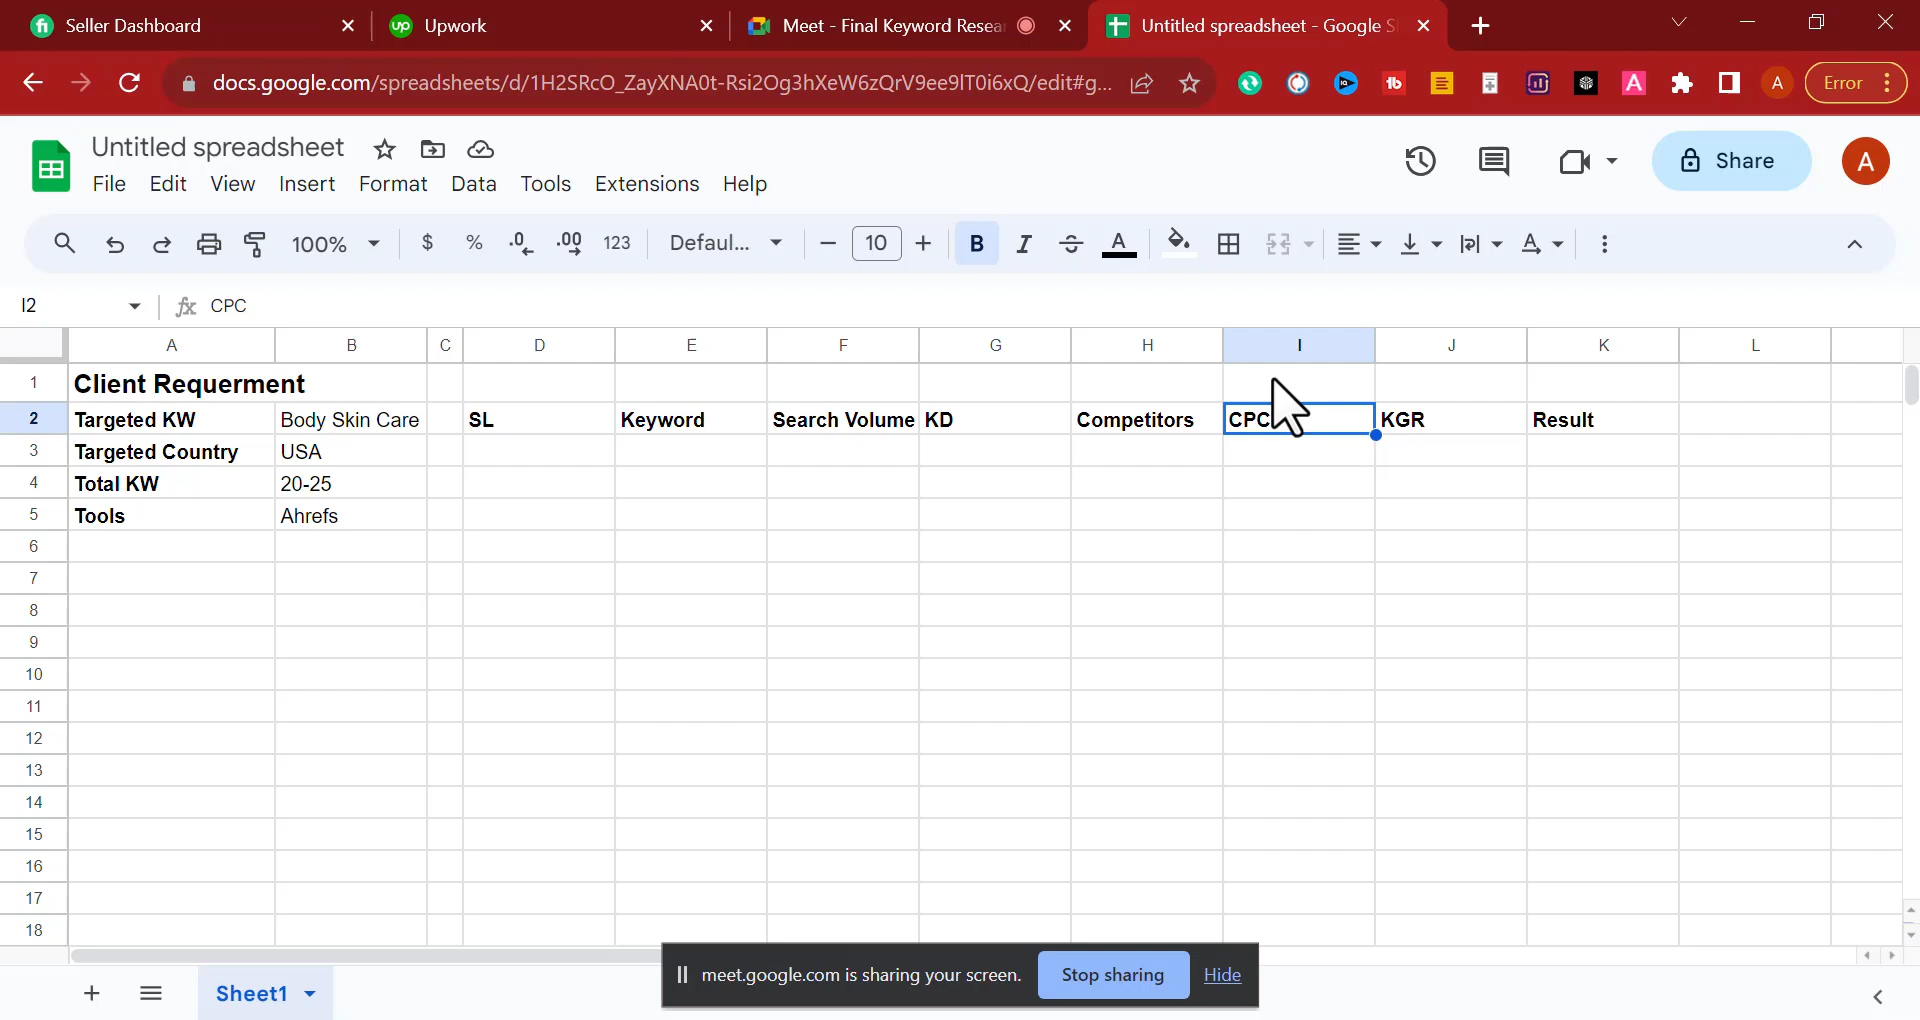 Seller Dashboard
Upwork
Meet - Final Keyword Resea
Untitled spreadsheet - Google S
docs.google.com/spreadsheets/d/1H2SRcO_ZayXNA0t-Rsi2Og3hXeW6zQrV9ee9lT0i6xQ/edit#g...
Error
Untitled spreadsheet
File Edit View Insert Format Data Tools Extensions Help
Share
A
100%
$ % .0 .00 123
Defaul...
10
B I A
I2
fx CPC
A B C D E F G H I J K L
1 Client Requerment
2 Targeted KW Body Skin Care SL Keyword Search Volume KD Competitors CPC KGR Result
3 Targeted Country USA
4 Total KW 20-25
5 Tools Ahrefs
6
7
8
9
10
11
12
13
14
15
16
17
18
meet.google.com is sharing your screen. Stop sharing Hide
Sheet1